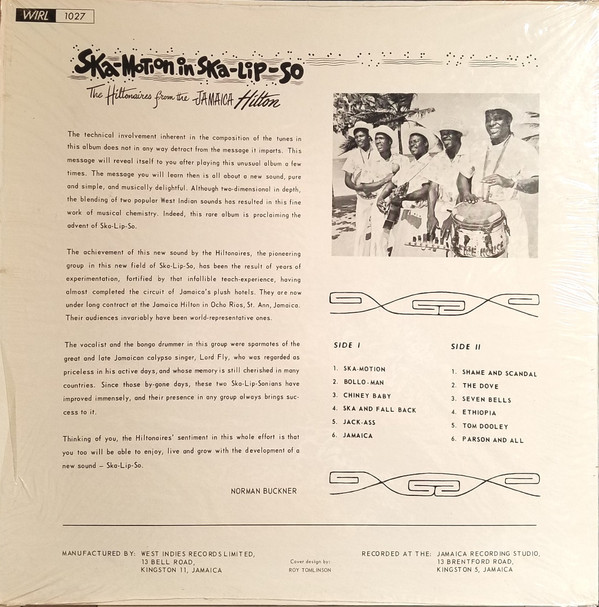 WIRL 1027
SKA-MOTION in SKA-LIP-SO
The Hiltonaires from the JAMAICA Hilton
The technical involvement inherent in the composition of the tunes in
this album does not in any way detract from the message it imports. This
message will reveal itself to you after playing this unusual album a few
times. The message you will learn then is all about a new sound, pure
and simple, and musically delightful. Although two-dimensional in depth,
the blending of two popular West Indian sounds has resulted in this fine
work of musical chemistry. Indeed, this rare album is proclaiming the
advent of Ska-Lip-So.
The achievement of this new sound by the Hiltonaires, the pioneering
group in this new field of Ska-Lip-So, has been the result of years of
experimentation, fortified by that infallible teach-experience, having
almost completed the circuit of Jamaica's plush hotels. They are now
under long contract at the Jamaica Hilton in Ocho Rios, St. Ann, Jamaica.
Their audiences invariably have been world-representative ones.
The vocalist and the bongo drummer in this group were sparmates of the
great and late Jamaican calypso singer, Lord Fly, who was regarded as
priceless in his active days, and whose memory is still cherished in many
countries. Since those by-gone days, these two Ska-Lip-Sonians have
improved immensely, and their presence in any group always brings suc-
cess to it.
Thinking of you, the Hiltonaires' sentiment in this whole effort is that
you too will be able to enjoy, live and grow with the development of a
new sound – Ska-Lip-So.
NORMAN BUCKNER
SIDE I
1. SKA-MOTION
2. BOLLO-MAN
3. CHINEY BABY
4. SKA AND FALL BACK
5. JACK-ASS
6. JAMAICA
SIDE II
1. SHAME AND SCANDAL
2. THE DOVE
3. SEVEN BELLS
4. ETHIOPIA
5. TOM DOOLEY
6. PARSON AND ALL
MANUFACTURED BY: WEST INDIES RECORDS LIMITED,
13 BELL ROAD,
KINGSTON 11, JAMAICA
Cover design by:
ROY TOMLINSON
RECORDED AT THE: JAMAICA RECORDING STUDIO,
13 BRENTFORD ROAD,
KINGSTON 5, JAMAICA